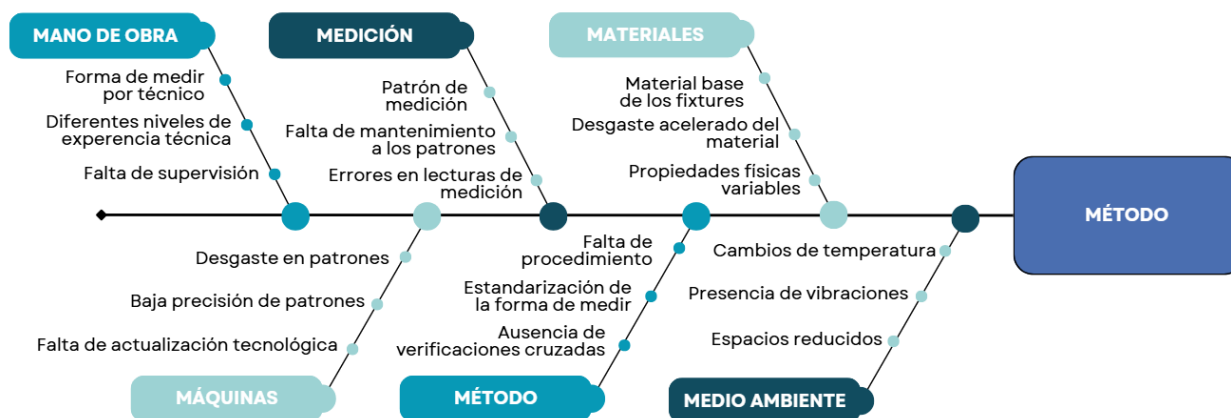 MANO DE OBRA
Forma de medir
por técnico
Diferentes niveles de
experencia técnica
Falta de supervisión
MEDICIÓN
Patrón de
medición
Falta de mantenimiento
a los patrones
Errores en lecturas de
medición
MATERIALES
Material base
de los fixtures
Desgaste acelerado del
material
Propiedades físicas
variables
MÉTODO
Desgaste en patrones
Baja precisión de patrones
Falta de actualización tecnológica
MÁQUINAS
Falta de
procedimiento
Estandarización de
la forma de medir
Ausencia de
verificaciones cruzadas
MÉTODO
Cambios de temperatura
Presencia de vibraciones
Espacios reducidos
MEDIO AMBIENTE